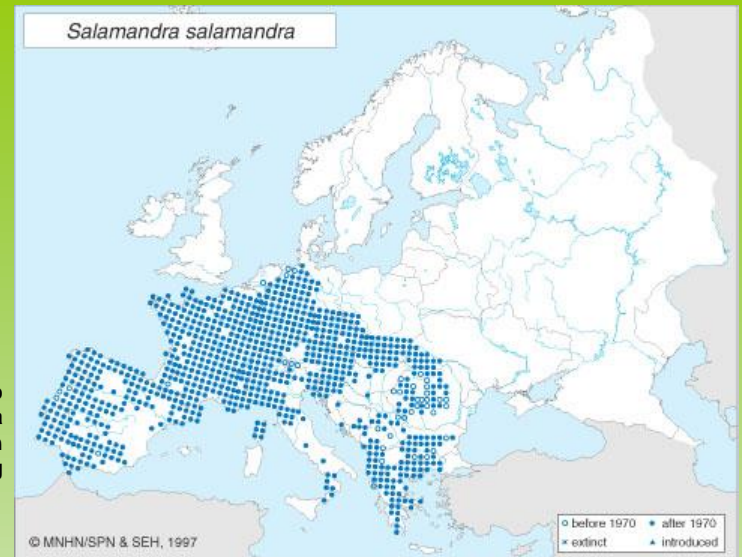 Salamandra salamandra
© MNHN/SPN & SEH, 1997
before 1970
after 1970
extinct
introduced